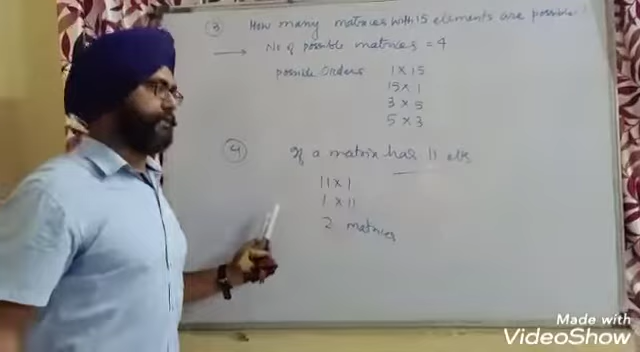 3 How many matrices with 15 elements are possible!
→ No of possible matrices = 4
possible orders 1 × 15
15 × 1
3 × 5
5 × 3
4 If a matrix has 11 els
11 × 1
1 × 11
2 matrices
Made with
VideoShow